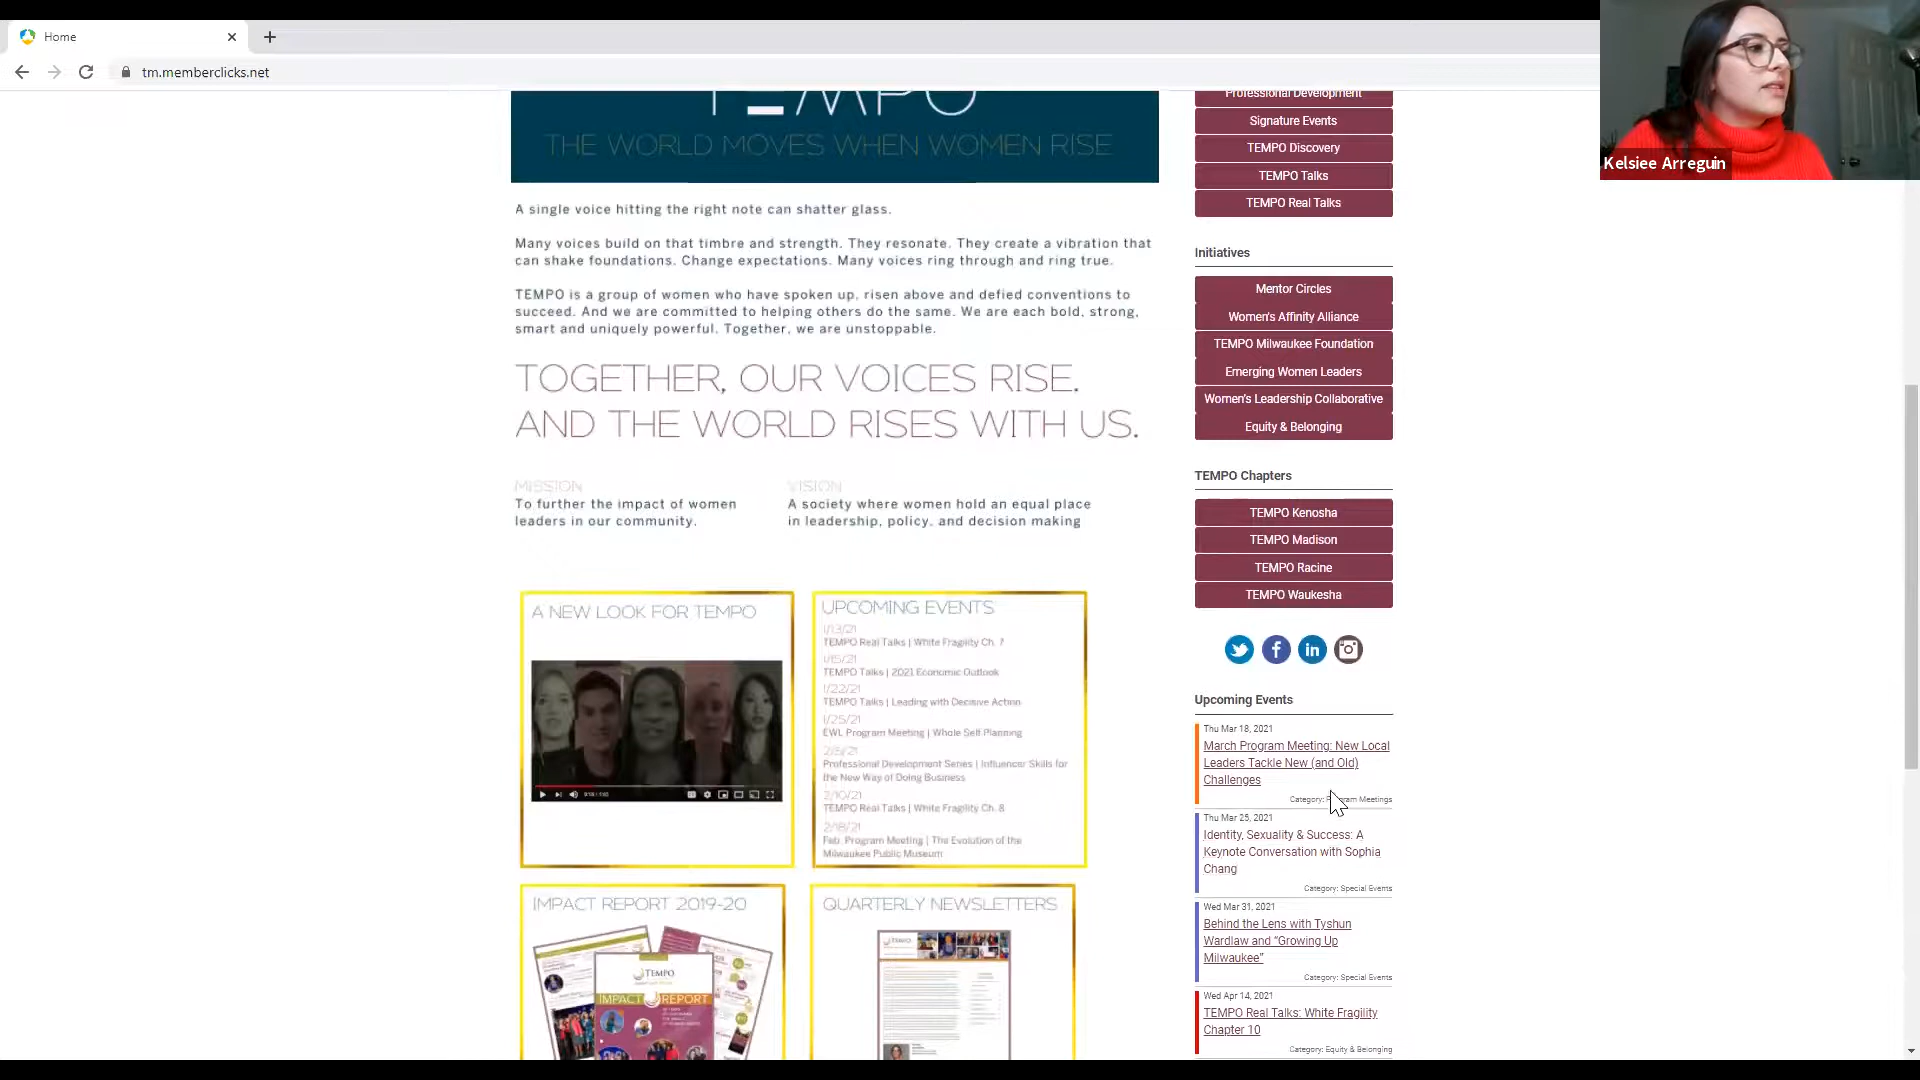 Home
tm.memberclicks.net
Kelsiee Arreguin
TEMPO
THE WORLD MOVES WHEN WOMEN RISE
A single voice hitting the right note can shatter glass.
Many voices build on that timbre and strength. They resonate. They create a vibration that
can shake foundations. Change expectations. Many voices ring through and ring true.
TEMPO is a group of women who have spoken up, risen above and defied conventions to
succeed. And we are committed to helping others do the same. We are each bold, strong,
smart and uniquely powerful. Together, we are unstoppable.
TOGETHER, OUR VOICES RISE.
AND THE WORLD RISES WITH US.
MISSION
To further the impact of women
leaders in our community.
VISION
A society where women hold an equal place
in leadership, policy, and decision making
A NEW LOOK FOR TEMPO
UPCOMING EVENTS
1/13/21
TEMPO Real Talks | White Fragility Ch. 7
1/15/21
TEMPO Talks | 2021 Economic Outlook
1/22/21
TEMPO Talks | Leading with Decisive Action
1/25/21
EWL Program Meeting | Whole Self Planning
Professional Development Series | Influencer Skills for
the New Way of Doing Business
2/10/21
TEMPO Real Talks | White Fragility Ch. 8
2/18/21
Feb. Program Meeting | The Evolution of the
Milwaukee Public Museum
IMPACT REPORT 2019-20
TEMPO
IMPACT REPORT
QUARTERLY NEWSLETTERS
Professional Development
Signature Events
TEMPO Discovery
TEMPO Talks
TEMPO Real Talks
Initiatives
Mentor Circles
Women's Affinity Alliance
TEMPO Milwaukee Foundation
Emerging Women Leaders
Women's Leadership Collaborative
Equity & Belonging
TEMPO Chapters
TEMPO Kenosha
TEMPO Madison
TEMPO Racine
TEMPO Waukesha
Upcoming Events
Thu Mar 18, 2021
March Program Meeting: New Local
Leaders Tackle New (and Old)
Challenges
Category: Program Meetings
Thu Mar 25, 2021
Identity, Sexuality & Success: A
Keynote Conversation with Sophia
Chang
Category: Special Events
Wed Mar 31, 2021
Behind the Lens with Tyshun
Wardlaw and "Growing Up
Milwaukee"
Category: Special Events
Wed Apr 14, 2021
TEMPO Real Talks: White Fragility
Chapter 10
Category: Equity & Belonging